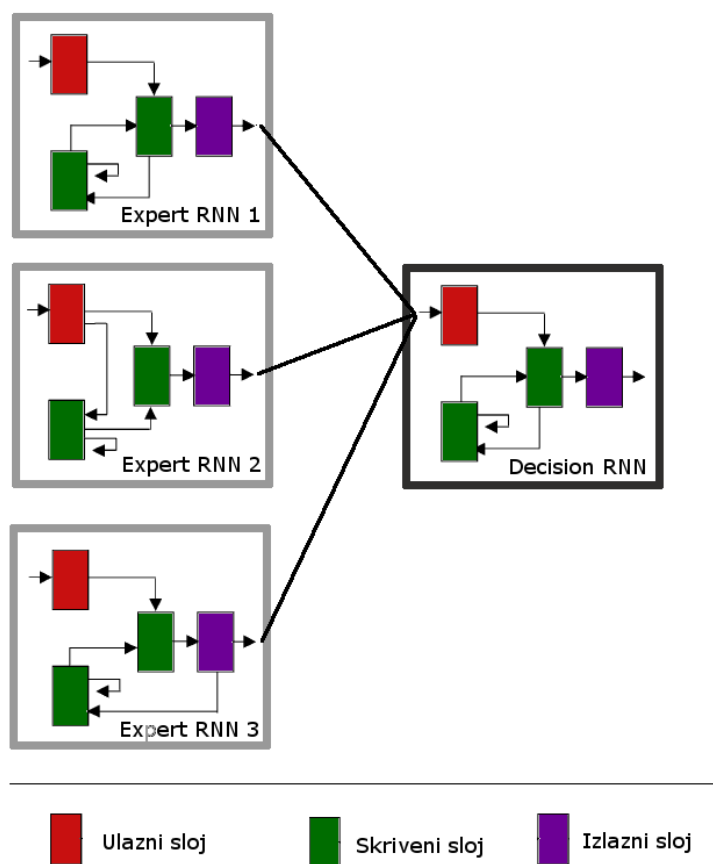 Expert RNN 1
Expert RNN 2
Decision RNN
Expert RNN 3
Ulazni sloj
Skriveni sloj
Izlazni sloj